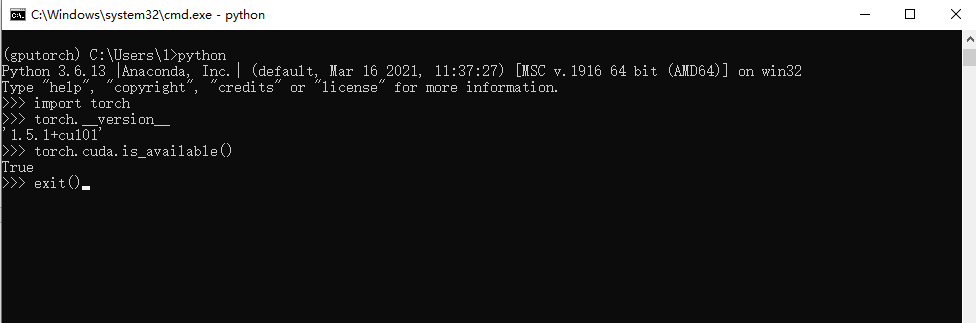 C:\Windows\system32\cmd.exe - python
(gputorch) C:\Users\1>python
Python 3.6.13 |Anaconda, Inc.| (default, Mar 16 2021, 11:37:27) [MSC v.1916 64 bit (AMD64)] on win32
Type "help", "copyright", "credits" or "license" for more information.
>>> import torch
>>> torch.__version__
'1.5.1+cu101'
>>> torch.cuda.is_available()
True
>>> exit()